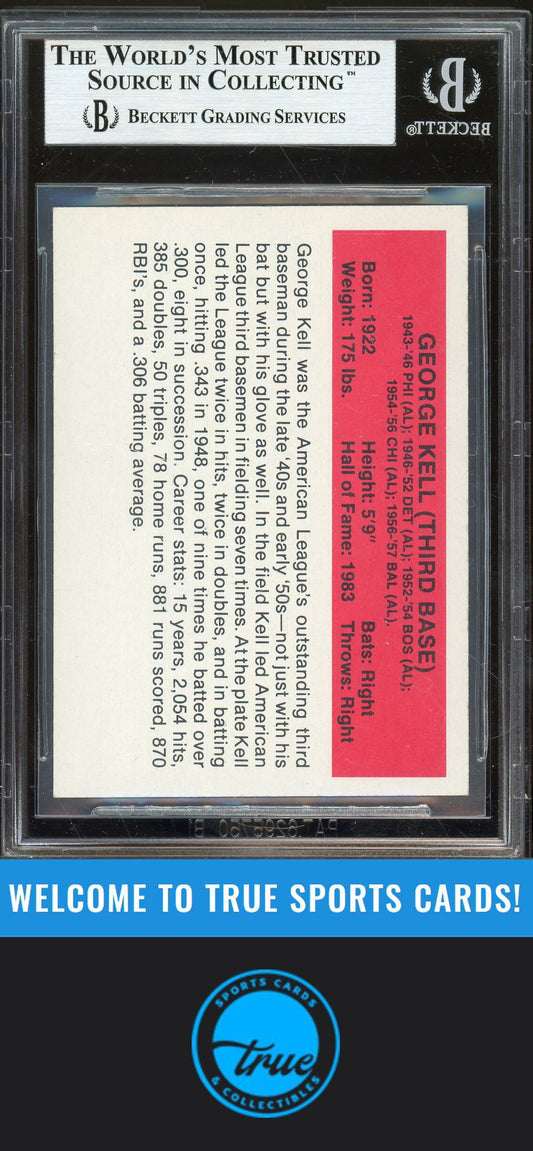 THE WORLD'S MOST TRUSTED
SOURCE IN COLLECTING™
BECKETT GRADING SERVICES
B
BECKETT®
GEORGE KELL (THIRD BASE)
1943-'46 PHI (AL); 1946-'52 DET (AL); 1952-'54 BOS (AL);
1954-'56 CHI (AL); 1956-'57 BAL (AL).
Born: 1922 Height: 5'9" Bats: Right
Weight: 175 lbs. Hall of Fame: 1983 Throws: Right
George Kell was the American League's outstanding third
baseman during the late '40s and early '50s—not just with his
bat but with his glove as well. In the field Kell led American
League third basemen in fielding seven times. At the plate Kell
led the League twice in hits, twice in doubles, and in batting
once, hitting .343 in 1948, one of nine times he batted over
.300, eight in succession. Career stats: 15 years, 2,054 hits,
385 doubles, 50 triples, 78 home runs, 881 runs scored, 870
RBI's, and a .306 batting average.
WELCOME TO TRUE SPORTS CARDS!
SPORTS CARDS
true
& COLLECTIBLES